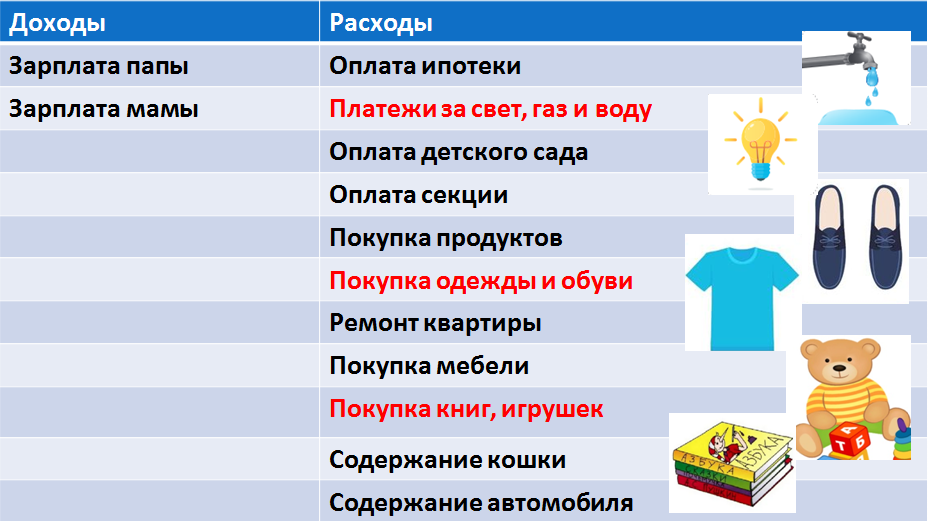 Доходы Расходы
Зарплата папы Оплата ипотеки
Зарплата мамы Платежи за свет, газ и воду
Оплата детского сада
Оплата секции
Покупка продуктов
Покупка одежды и обуви
Ремонт квартиры
Покупка мебели
Покупка книг, игрушек
Содержание кошки
Содержание автомобиля
А
Т Б
АЗБУКА
АЗБУКА